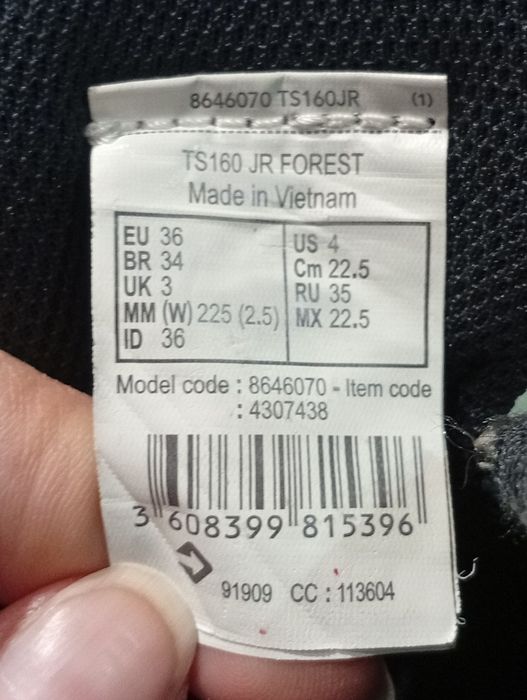 8646070 TS160JR (1)
TS160 JR FOREST
Made in Vietnam
EU 36
BR 34
UK 3
MM (W) 225 (2.5)
ID 36
US 4
Cm 22.5
RU 35
MX 22.5
Model code : 8646070 - Item code
: 4307438
3 608399 815396
91909 CC : 113604